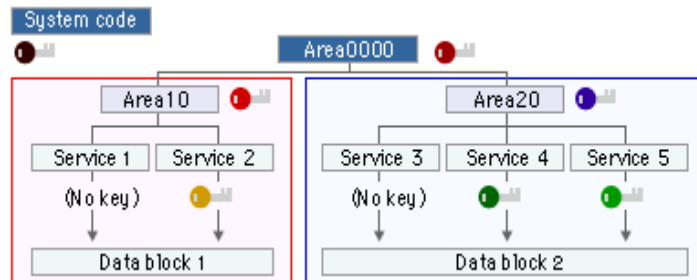 System code
Area0000
Area10
Area20
Service 1 Service 2 Service 3 Service 4 Service 5
(No key) (No key)
Data block 1 Data block 2